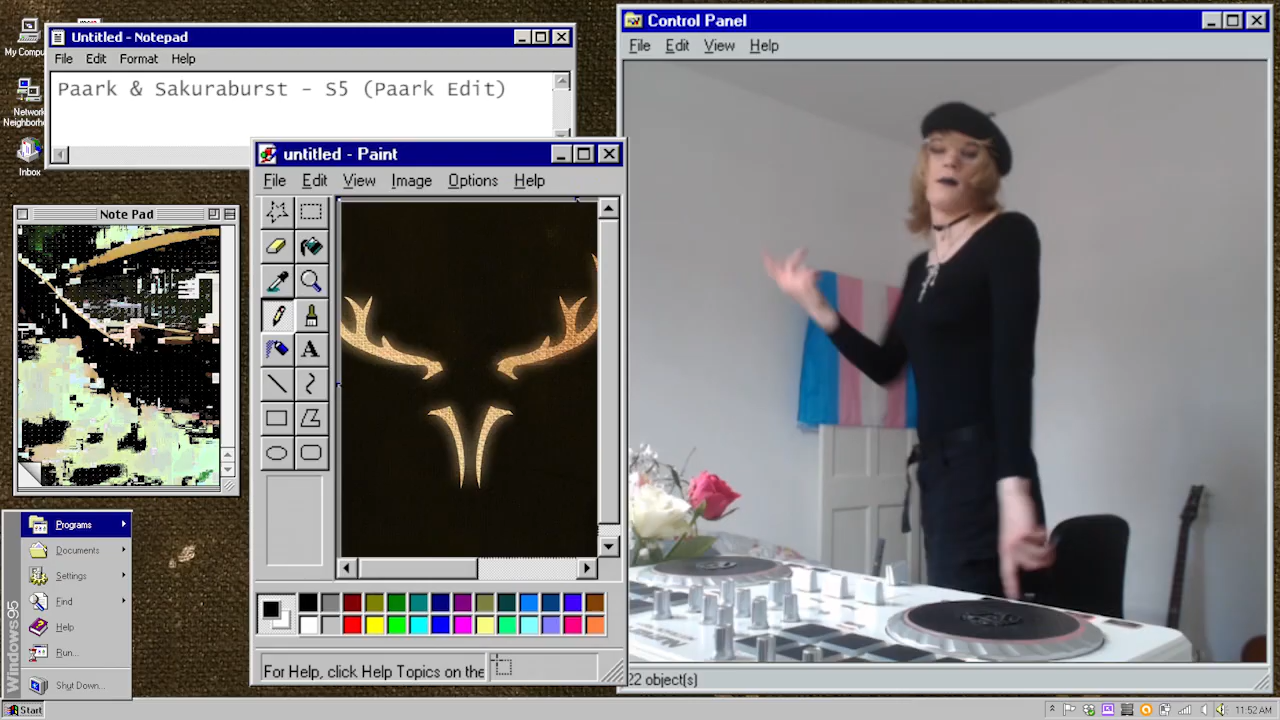 My Compu
Network
Neighborho
Inbox
Untitled - Notepad
File Edit Format Help
Paark & Sakuraburst - S5 (Paark Edit)
untitled - Paint
File Edit View Image Options Help
A
For Help, click Help Topics on the
Note Pad
Control Panel
File Edit View Help
22 object(s)
Programs
Documents
Settings
Find
Help
Run...
Shut Down...
Windows95
Start
11:52 AM